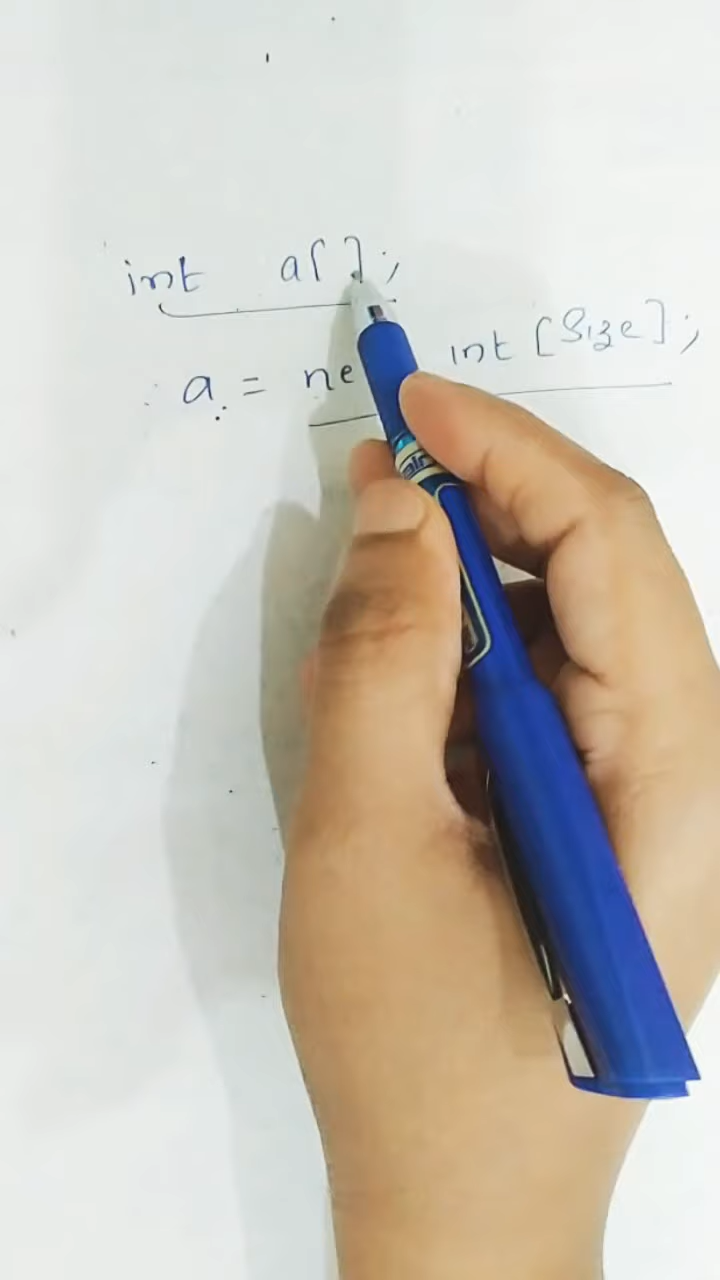 int a[];
a = ne int [Size];